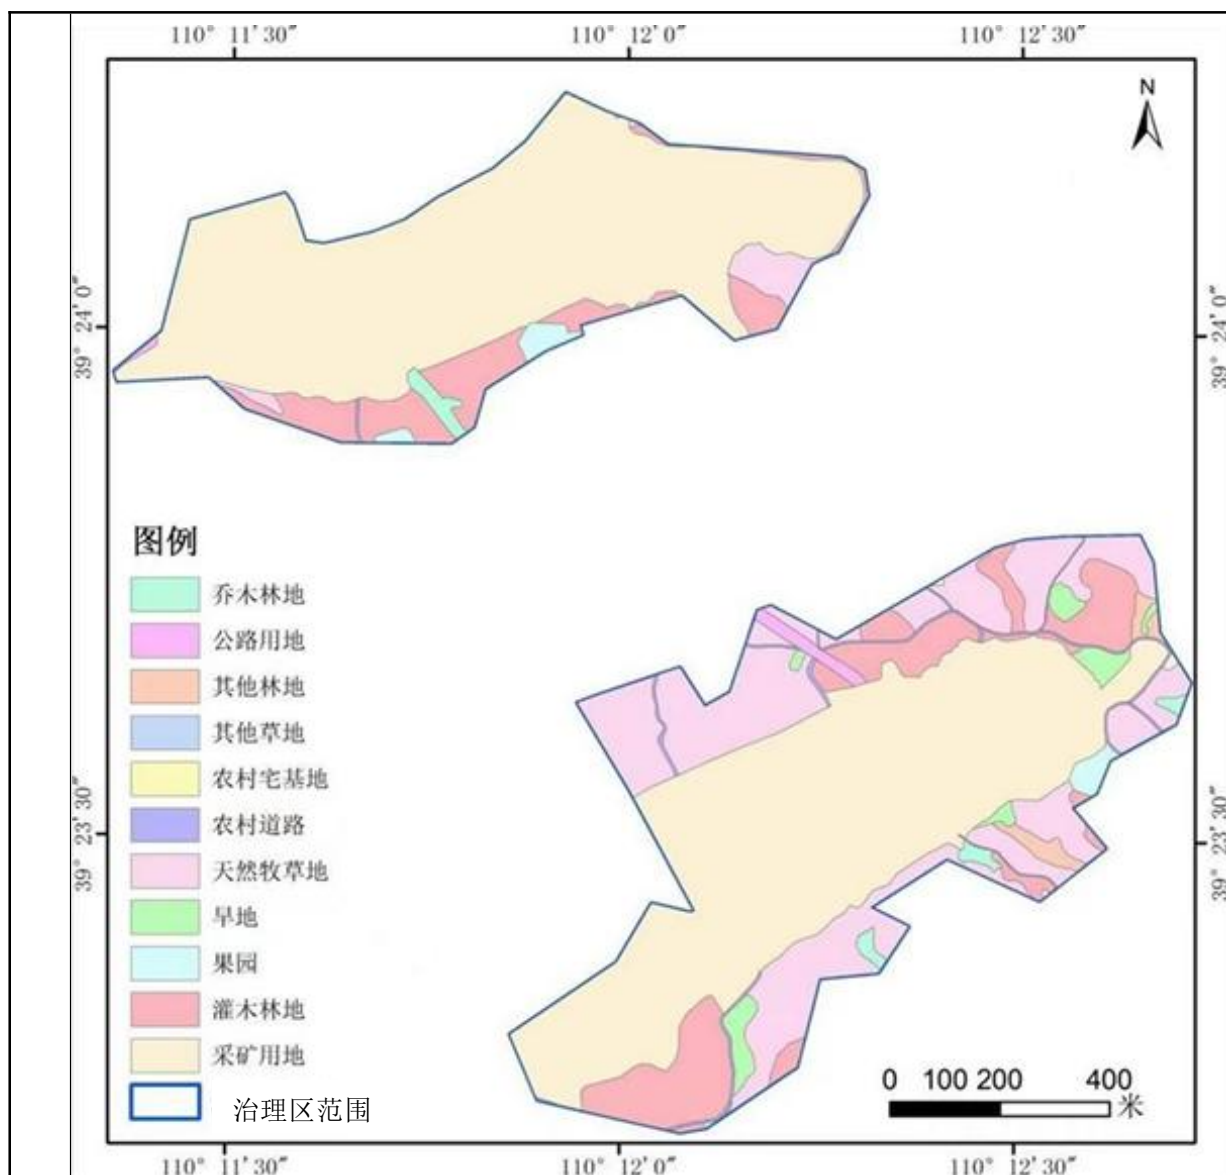 110° 11′30″ 110° 12′0″ 110° 12′30″
N
39° 24′0″
39° 24′0″
图例
乔木林地
公路用地
其他林地
其他草地
农村宅基地
农村道路
天然牧草地
旱地
果园
灌木林地
采矿用地
治理区范围
39° 23′30″
39° 23′30″
0 100 200 400
米
110° 11′30″ 110° 12′0″ 110° 12′30″